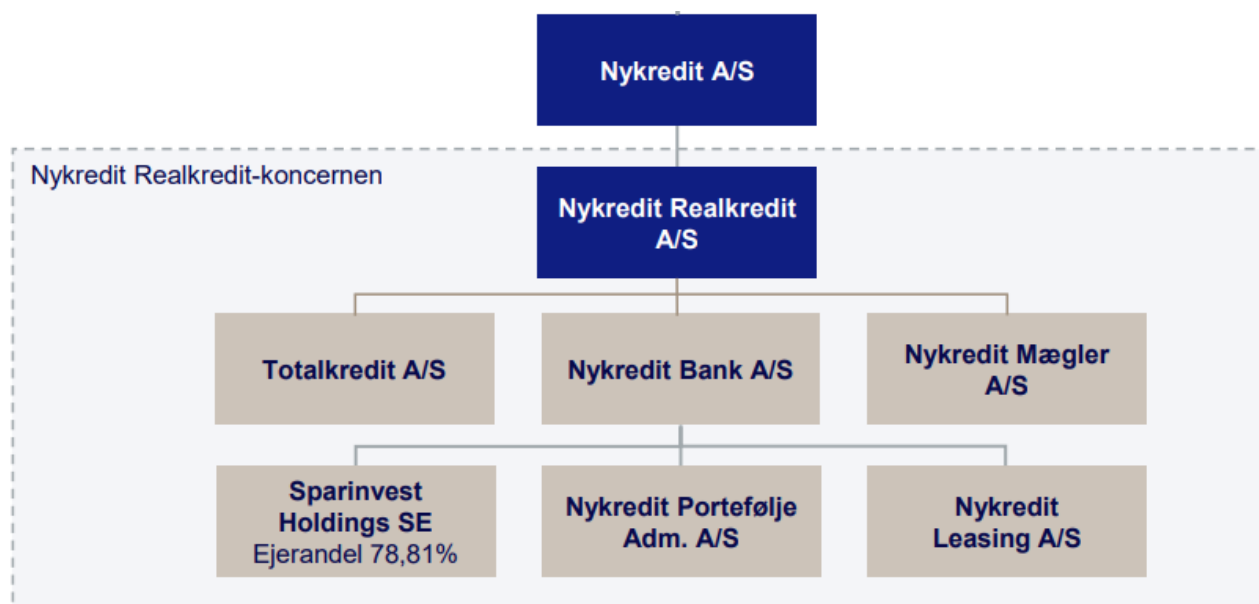 Nykredit A/S
Nykredit Realkredit-koncernen
Nykredit Realkredit
A/S
Totalkredit A/S
Nykredit Bank A/S
Nykredit Mægler
A/S
Sparinvest
Holdings SE
Ejerandel 78,81%
Nykredit Portefølje
Adm. A/S
Nykredit
Leasing A/S